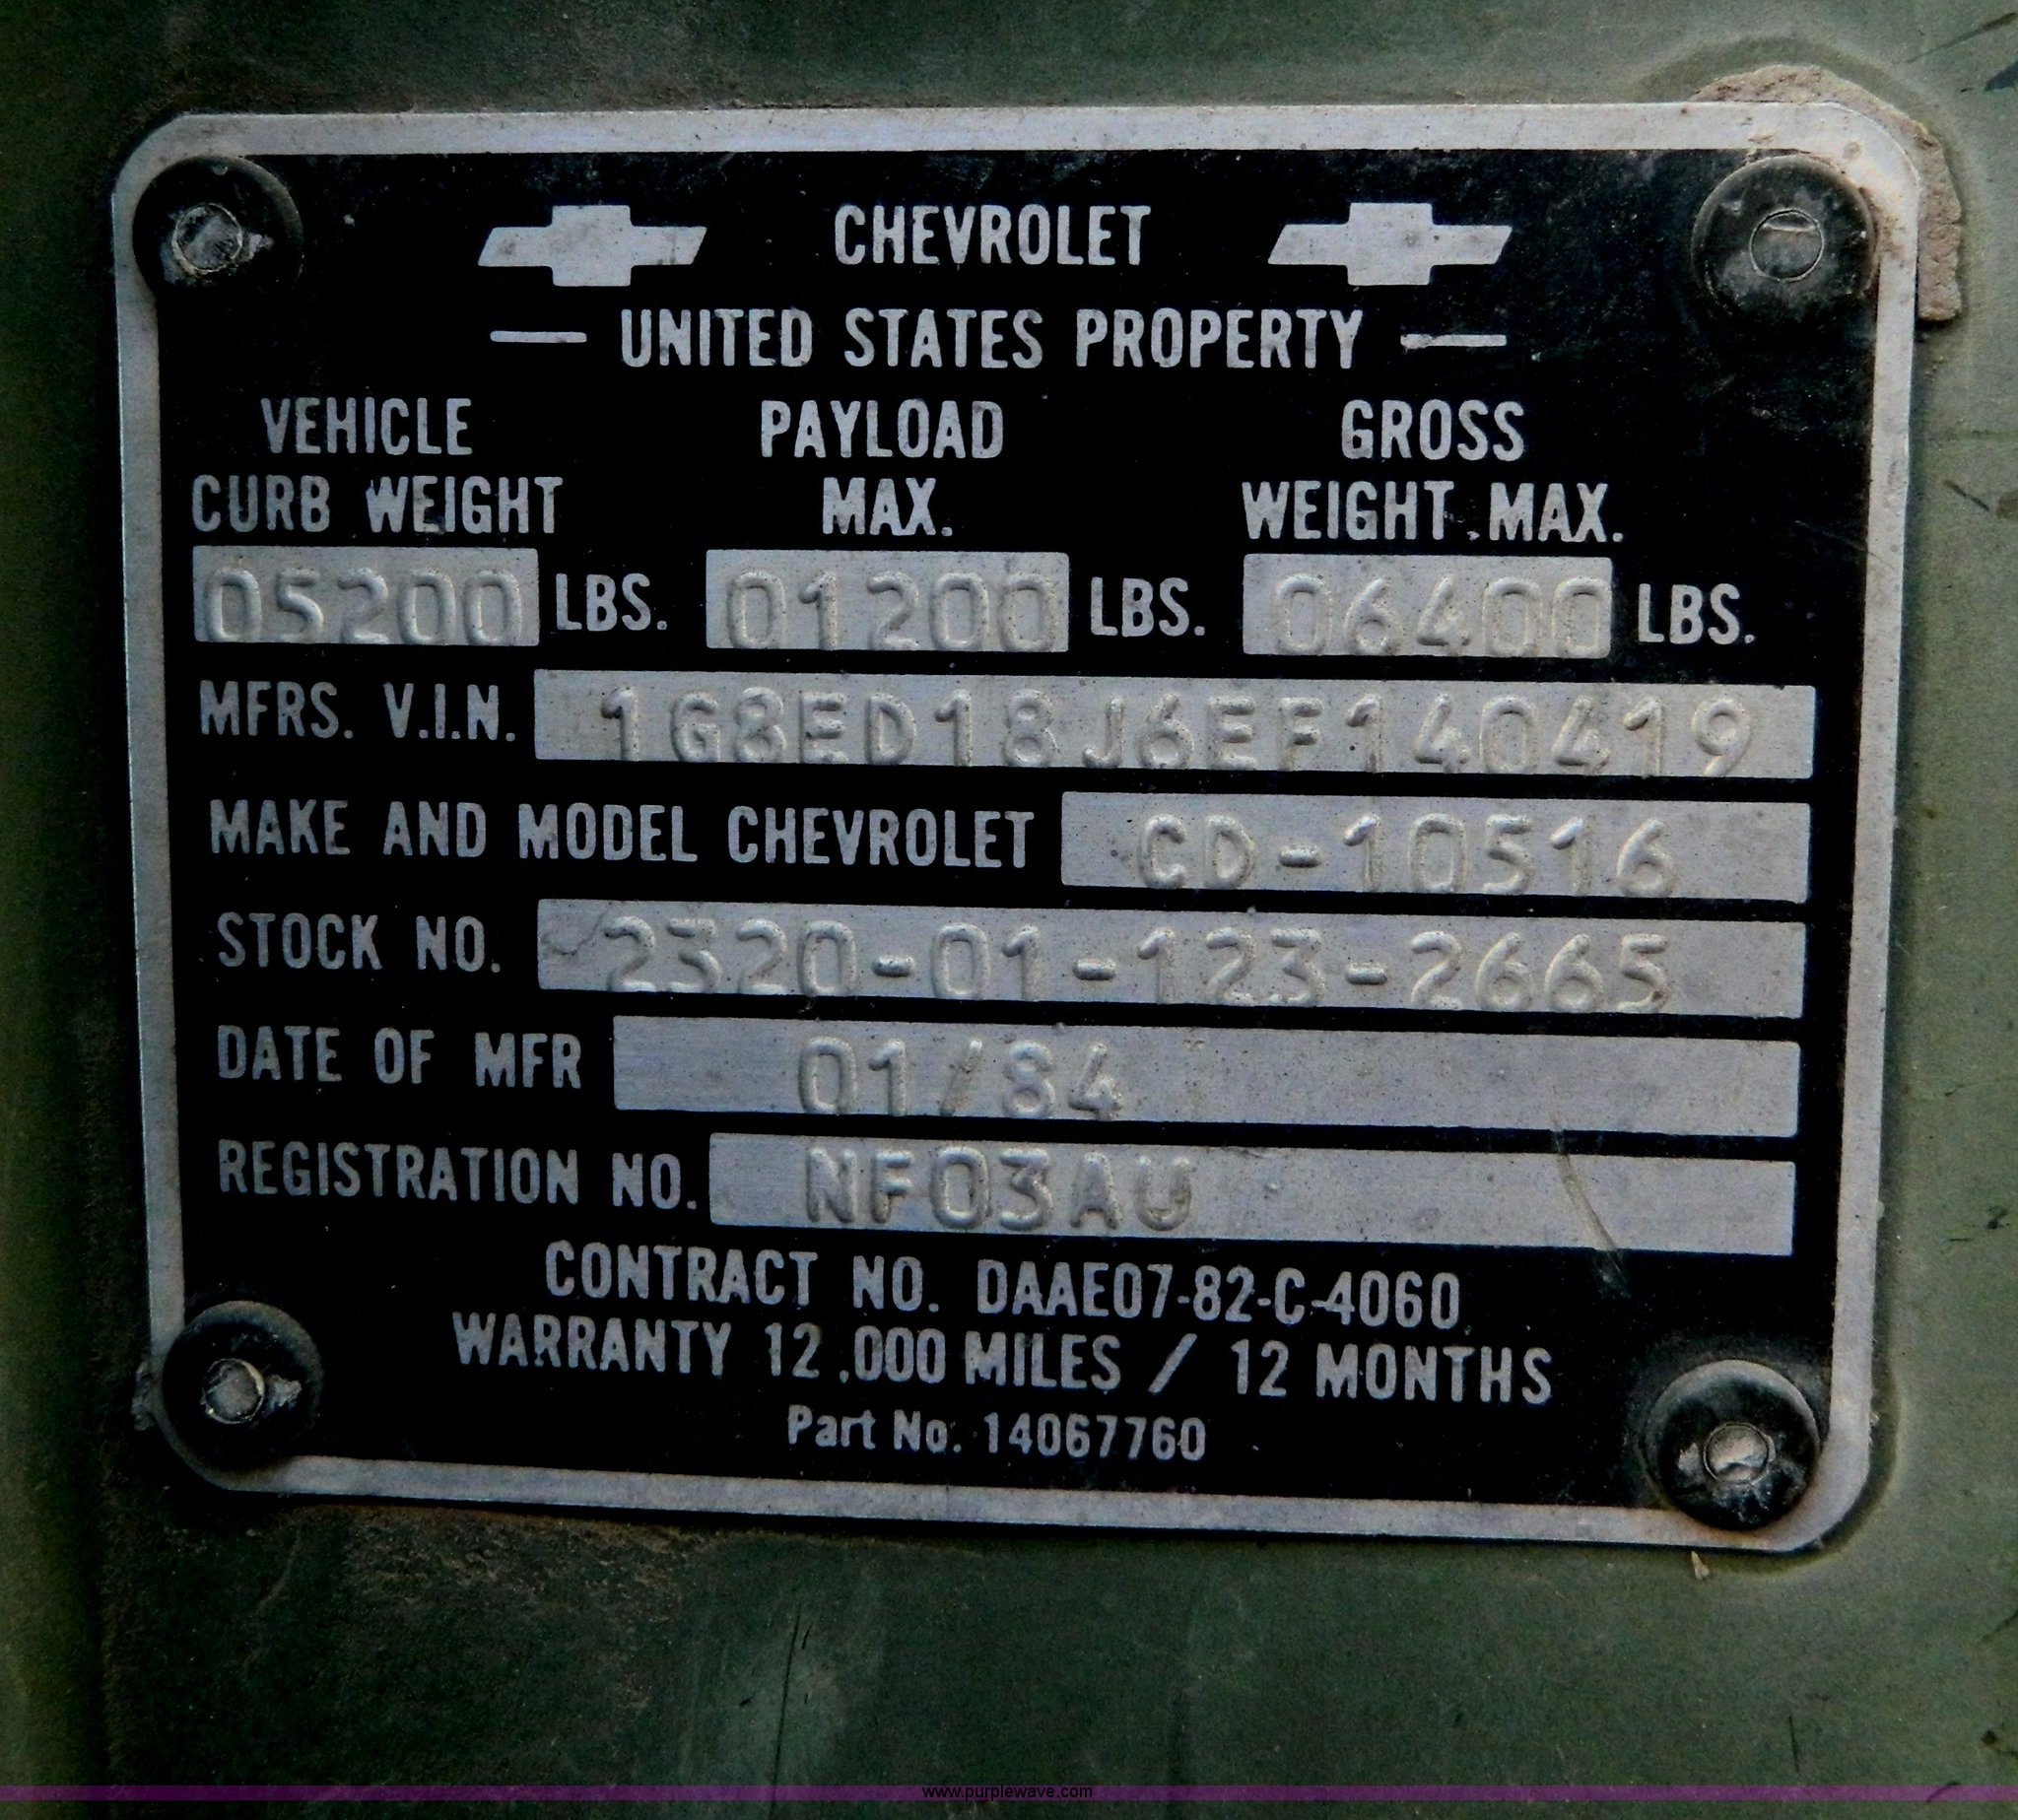 CHEVROLET
— UNITED STATES PROPERTY —
VEHICLE CURB WEIGHT 05200 LBS.
PAYLOAD MAX. 01200 LBS.
GROSS WEIGHT MAX. 06400 LBS.
MFRS. V.I.N. 1G8ED18J6EF140419
MAKE AND MODEL CHEVROLET CD-10516
STOCK NO. 2320-01-123-2665
DATE OF MFR 01/84
REGISTRATION NO. NF03AU
CONTRACT NO. DAAE07-82-C-4060
WARRANTY 12,000 MILES / 12 MONTHS
Part No. 14067760
www.purplewave.com